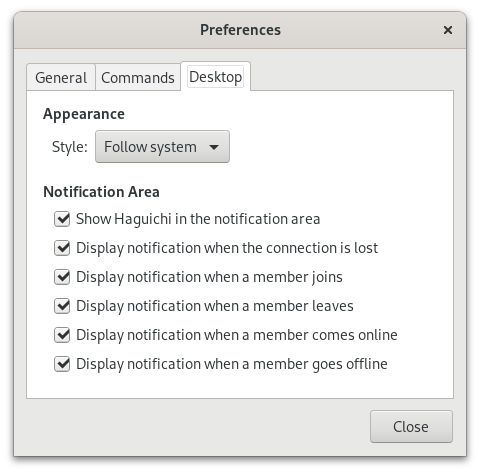 Preferences
General
Commands
Desktop
Appearance
Style: Follow system
Notification Area
Show Haguichi in the notification area
Display notification when the connection is lost
Display notification when a member joins
Display notification when a member leaves
Display notification when a member comes online
Display notification when a member goes offline
Close